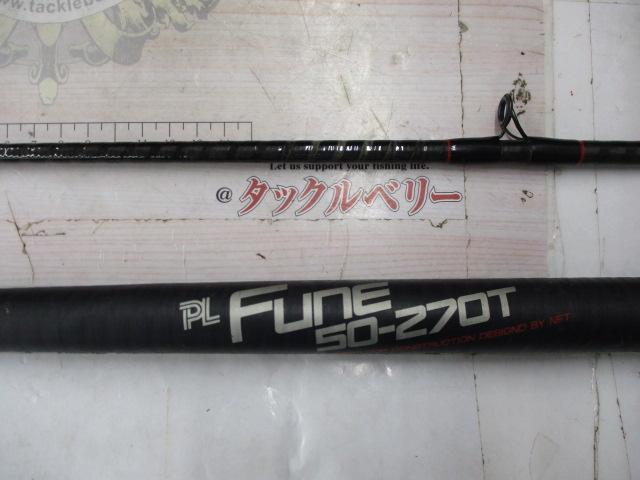 www.tacklebe
Let us support your fishing life.
@タックルベリー
PL FUNE
50-270T
CONSTRUCTION DESIGND BY NFT